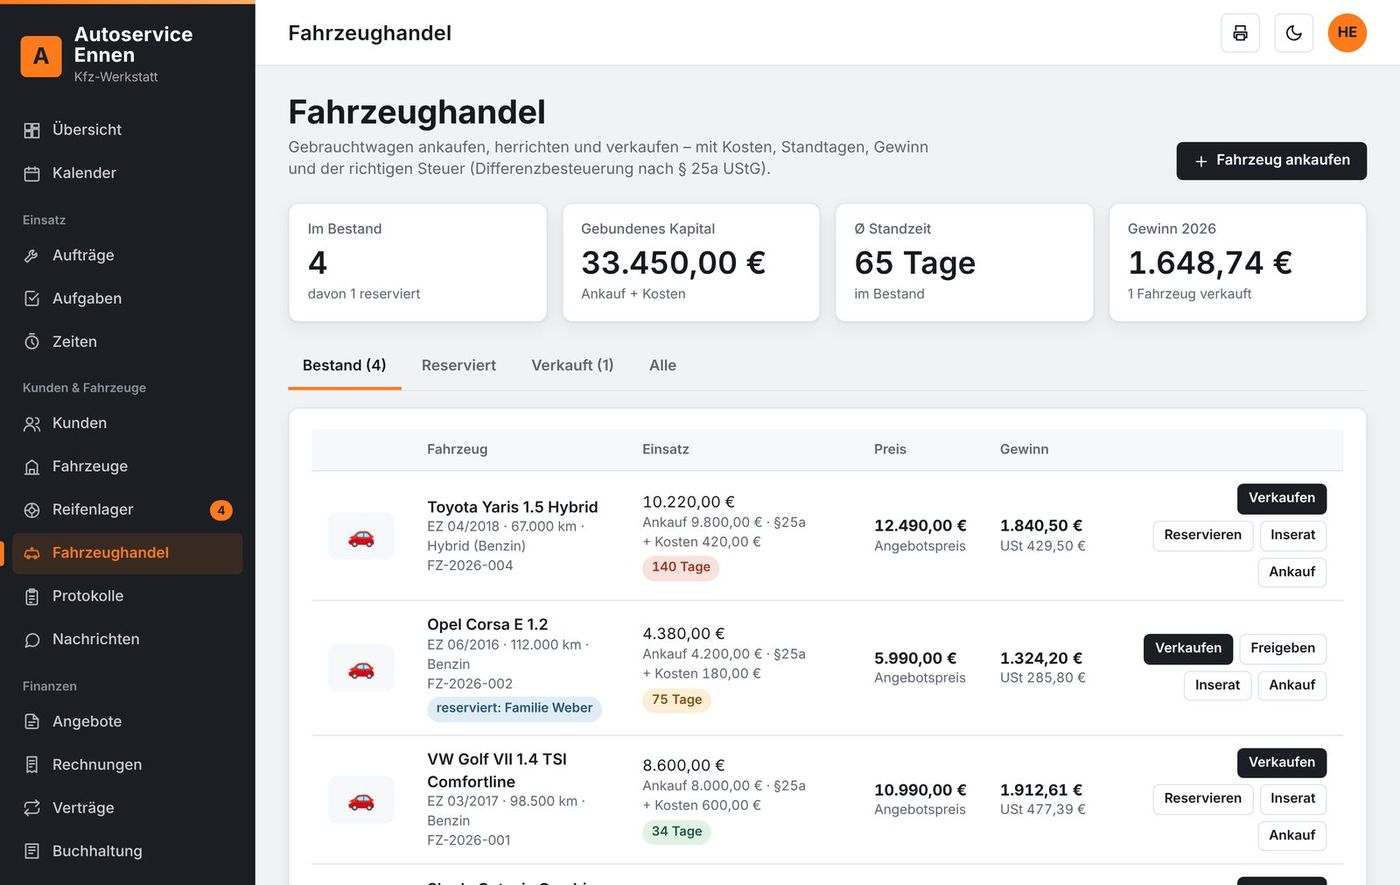 Autoservice
Ennen
Kfz-Werkstatt
A
Übersicht
Kalender
Einsatz
Aufträge
Aufgaben
Zeiten
Kunden & Fahrzeuge
Kunden
Fahrzeuge
Reifenlager 4
Fahrzeughandel
Protokolle
Nachrichten
Finanzen
Angebote
Rechnungen
Verträge
Buchhaltung
Fahrzeughandel
HE
Fahrzeughandel
Gebrauchtwagen ankaufen, herrichten und verkaufen – mit Kosten, Standtagen, Gewinn
und der richtigen Steuer (Differenzbesteuerung nach § 25a UStG).
+ Fahrzeug ankaufen
Im Bestand
4
davon 1 reserviert
Gebundenes Kapital
33.450,00 €
Ankauf + Kosten
Ø Standzeit
65 Tage
im Bestand
Gewinn 2026
1.648,74 €
1 Fahrzeug verkauft
Bestand (4) Reserviert Verkauft (1) Alle
Fahrzeug Einsatz Preis Gewinn
Toyota Yaris 1.5 Hybrid
EZ 04/2018 · 67.000 km ·
Hybrid (Benzin)
FZ-2026-004
10.220,00 €
Ankauf 9.800,00 € · §25a
+ Kosten 420,00 €
140 Tage
12.490,00 €
Angebotspreis
1.840,50 €
USt 429,50 €
Verkaufen
Reservieren Inserat
Ankauf
Opel Corsa E 1.2
EZ 06/2016 · 112.000 km ·
Benzin
FZ-2026-002
reserviert: Familie Weber
4.380,00 €
Ankauf 4.200,00 € · §25a
+ Kosten 180,00 €
75 Tage
5.990,00 €
Angebotspreis
1.324,20 €
USt 285,80 €
Verkaufen Freigeben
Inserat Ankauf
VW Golf VII 1.4 TSI
Comfortline
EZ 03/2017 · 98.500 km ·
Benzin
FZ-2026-001
8.600,00 €
Ankauf 8.000,00 € · §25a
+ Kosten 600,00 €
34 Tage
10.990,00 €
Angebotspreis
1.912,61 €
USt 477,39 €
Verkaufen
Reservieren Inserat
Ankauf